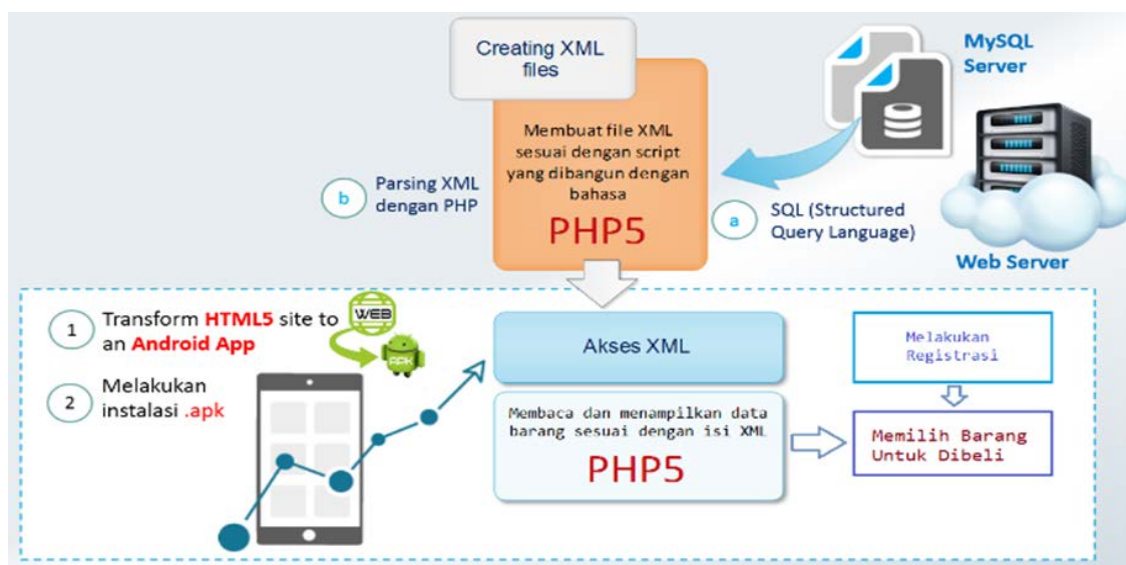 Creating XML
files
MySQL
Server
Membuat file XML
sesuai dengan script
yang dibangun dengan
bahasa
PHP5
b
Parsing XML
dengan PHP
a
SQL (Structured
Query Language)
Web Server
1
Transform HTML5 site to
an Android App
WEB
APK
2
Melakukan
instalasi .apk
Akses XML
Membaca dan menampilkan data
barang sesuai dengan isi XML
PHP5
Melakukan
Registrasi
Memilih Barang
Untuk Dibeli